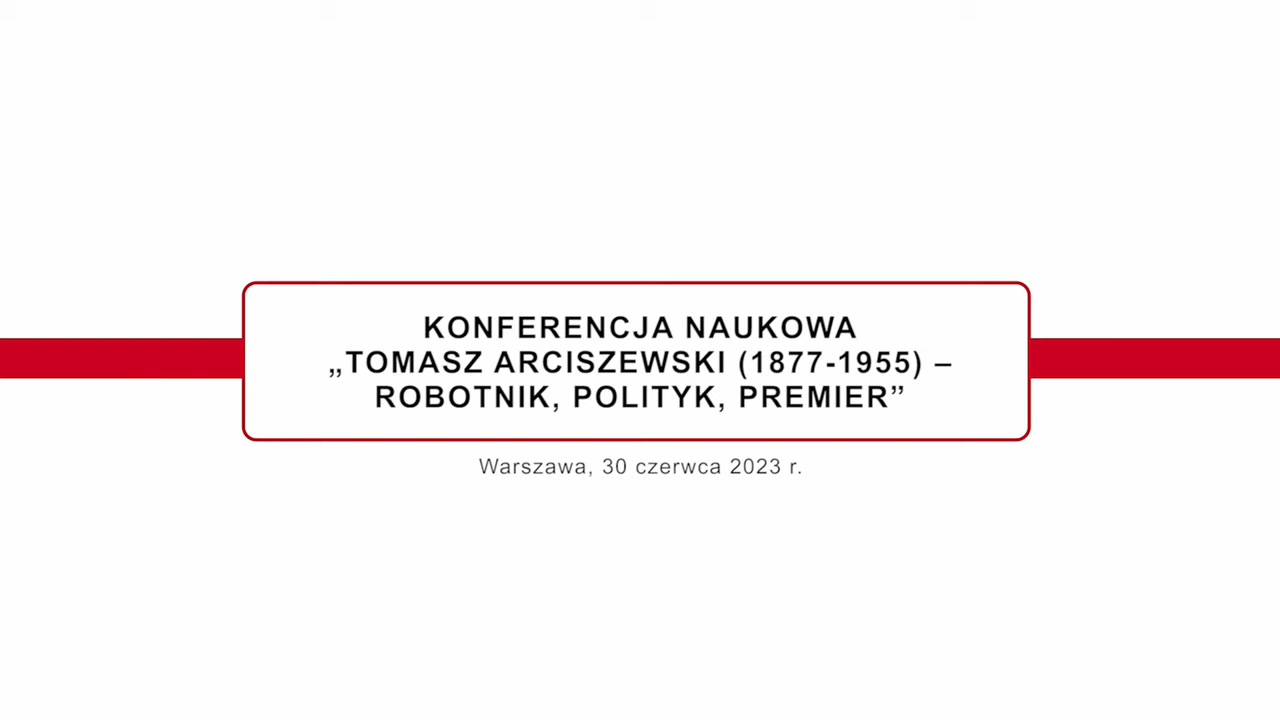 KONFERENCJA NAUKOWA
„TOMASZ ARCISZEWSKI (1877-1955) –
ROBOTNIK, POLITYK, PREMIER”
Warszawa, 30 czerwca 2023 r.